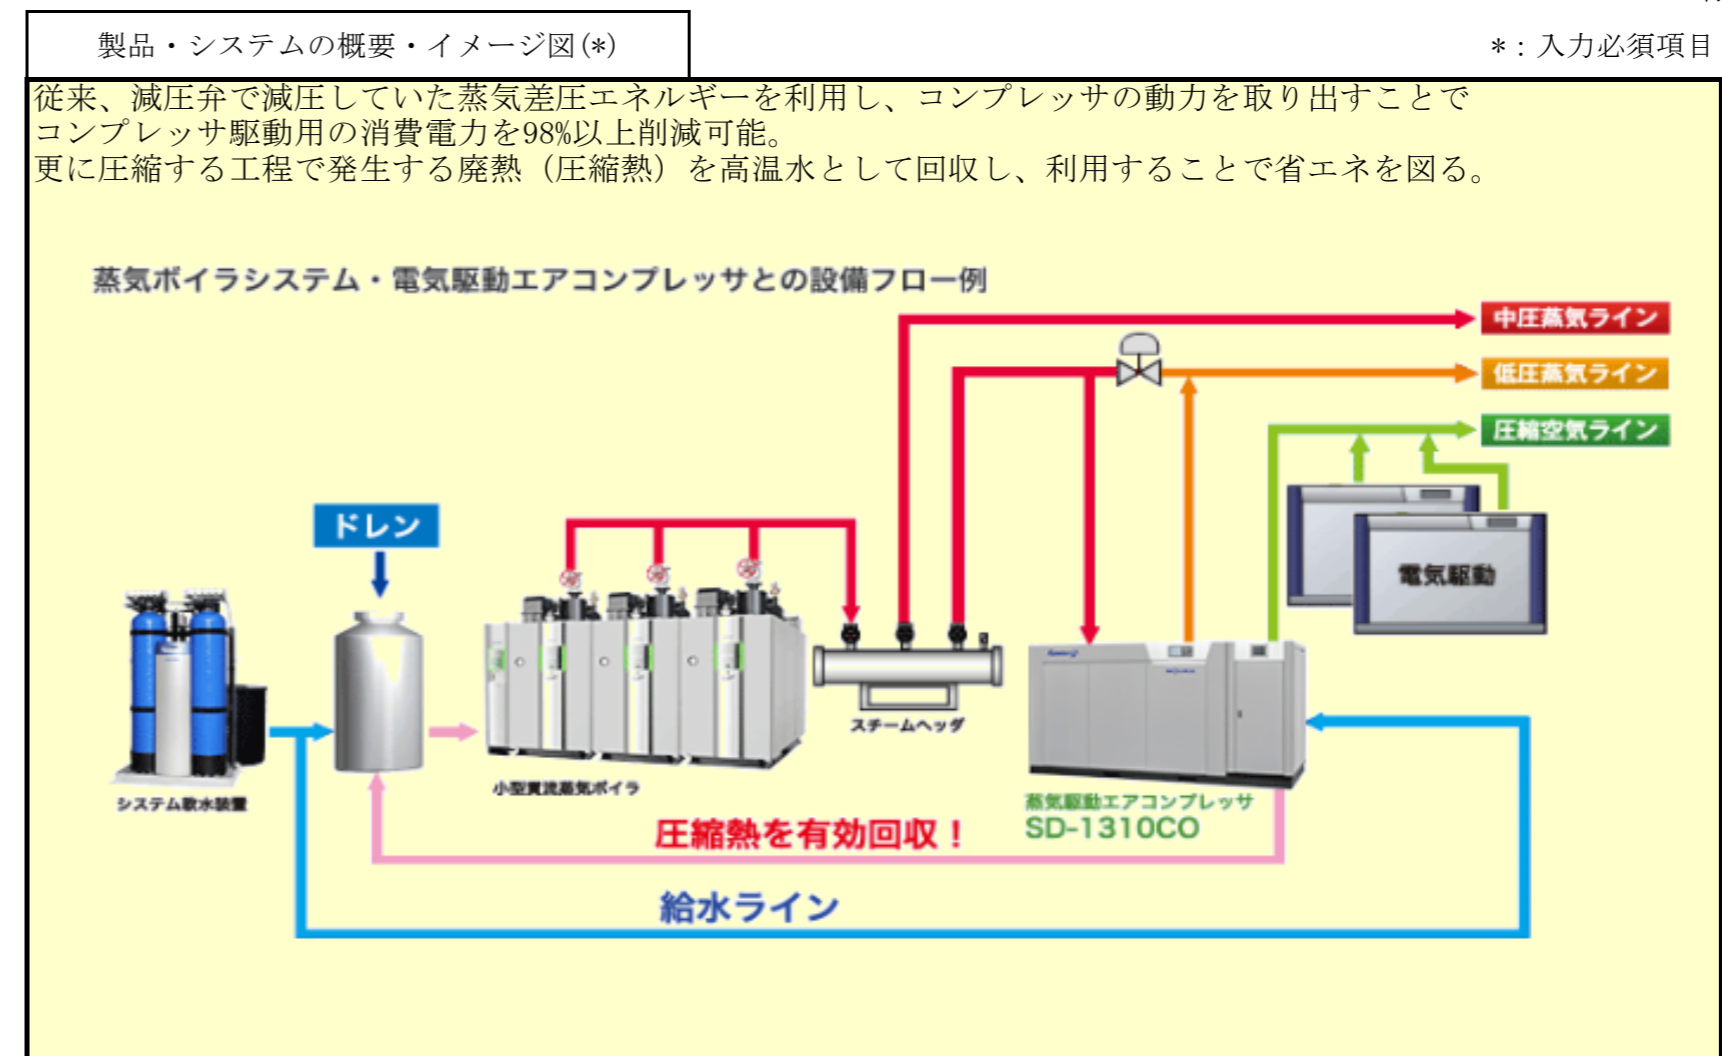 製品・システムの概要・イメージ図(*)
*：入力必須項目
従来、減圧弁で減圧していた蒸気差圧エネルギーを利用し、コンプレッサの動力を取り出すことで
コンプレッサ駆動用の消費電力を98%以上削減可能。
更に圧縮する工程で発生する廃熱（圧縮熱）を高温水として回収し、利用することで省エネを図る。
蒸気ボイラシステム・電気駆動エアコンプレッサとの設備フロー例
中圧蒸気ライン
低圧蒸気ライン
圧縮空気ライン
ドレン
電気駆動
スチームヘッダ
小型貫流蒸気ボイラ
システム軟水装置
蒸気駆動エアコンプレッサ
SD-1310CO
圧縮熱を有効回収！
給水ライン